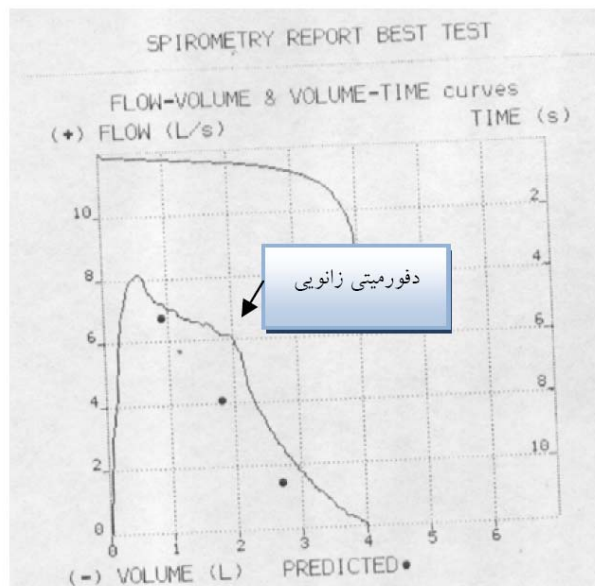 SPIROMETRY REPORT BEST TEST
FLOW-VOLUME & VOLUME-TIME curves
(+) FLOW (L/s) TIME (s)
10
8
6
4
2
0
2
4
6
8
10
دفورمیتی زانویی
0 1 2 3 4 5 6
(-) VOLUME (L) PREDICTED●